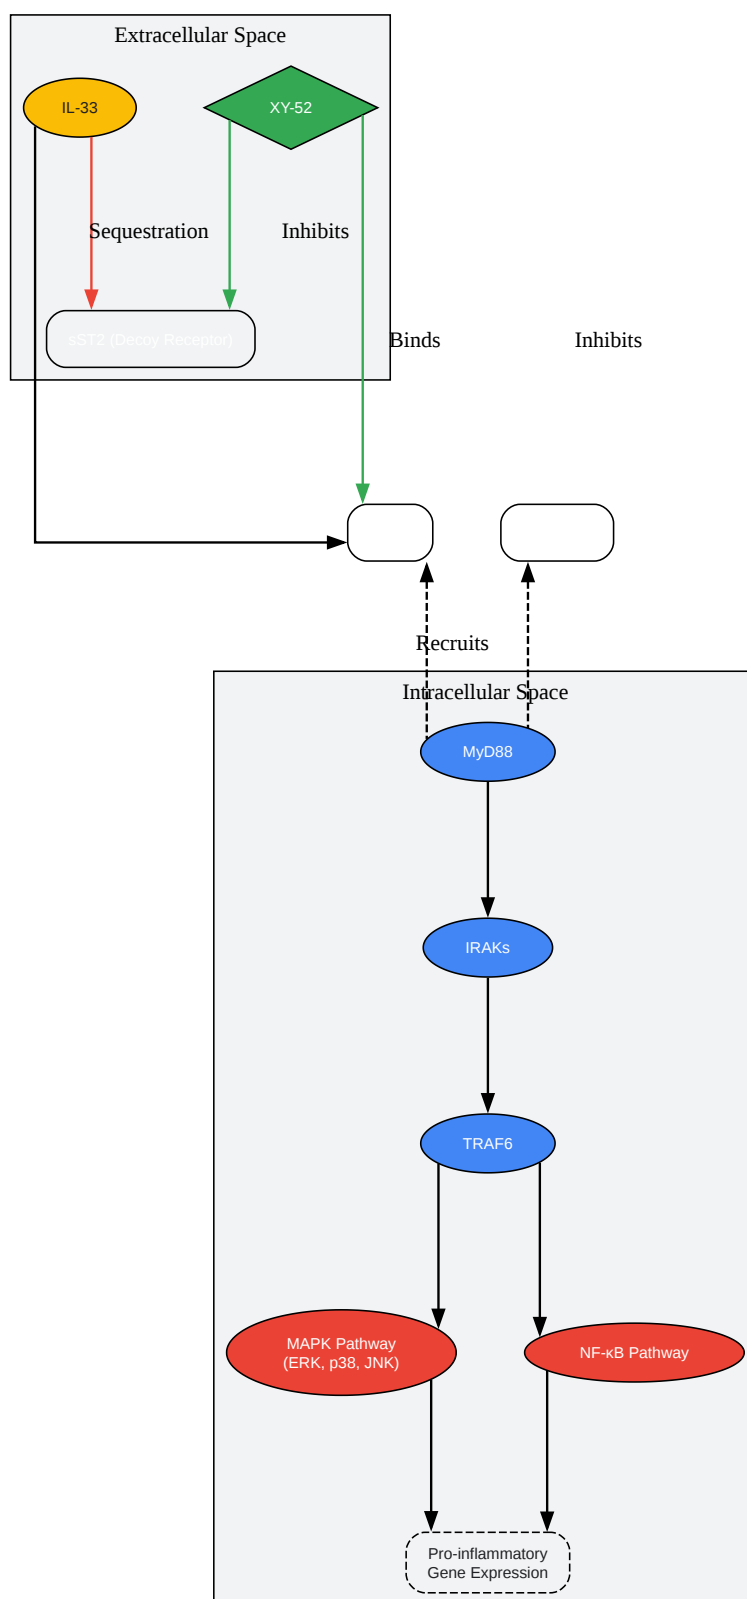 Extracellular Space
IL-33
XY-52
Sequestration
Inhibits
sST2 (Decoy Receptor)
Binds
Inhibits
Recruits
Intracellular Space
MyD88
IRAKs
TRAF6
MAPK Pathway
(ERK, p38, JNK)
NF-κB Pathway
Pro-inflammatory
Gene Expression